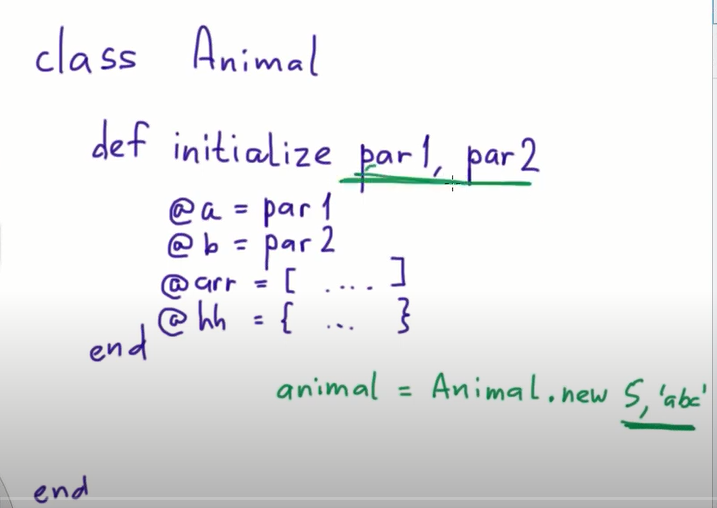 class Animal
def initialize par1, par2
@a = par1
@b = par2
@arr = [ .... ]
@hh = { ... }
end
animal = Animal.new 5, 'abc'
end